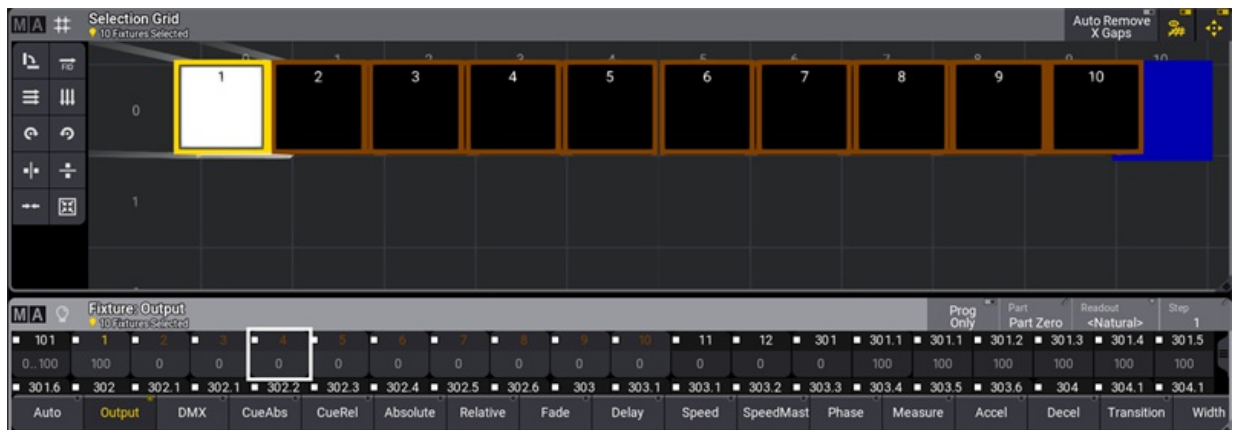 MA Selection Grid
10 Fixtures Selected
Auto Remove X Gaps
FID
0 1 2 3 4 5 6 7 8 9 10
1 2 3 4 5 6 7 8 9 10
0
1
MA Fixture: Output
10 Fixtures Selected
Prog Only
Part
Part Zero
Readout
<Natural>
Step
1
101 1 2 3 4 5 6 7 8 9 10 11 12 301 301.1 301.1 301.2 301.3 301.4 301.5
0..100 100 0 0 0 0 0 0 0 0 0 0 0 0 100 100 100 100 100 100
301.6 302 302.1 302.1 302.2 302.3 302.4 302.5 302.6 303 303.1 303.1 303.2 303.3 303.4 303.5 303.6 304 304.1 304.1
Auto Output DMX CueAbs CueRel Absolute Relative Fade Delay Speed SpeedMast Phase Measure Accel Decel Transition Width